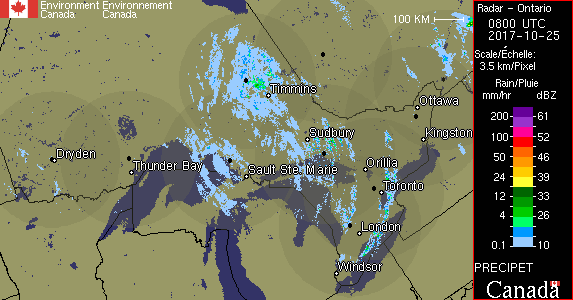 Environment Environnement
Canada Canada
100 KM
Timmins
Ottawa
Sudbury
Kingston
Dryden
Thunder Bay
Sault Ste. Marie
Orillia
Toronto
London
Windsor
Radar - Ontario
0800 UTC
2017-10-25
Scale/Échelle:
3.5 km/Pixel
Rain/Pluie
mm/hr dBZ
200 61
100 52
50 46
24 39
12 33
4 26
0.1 10
PRECIPET
Canada